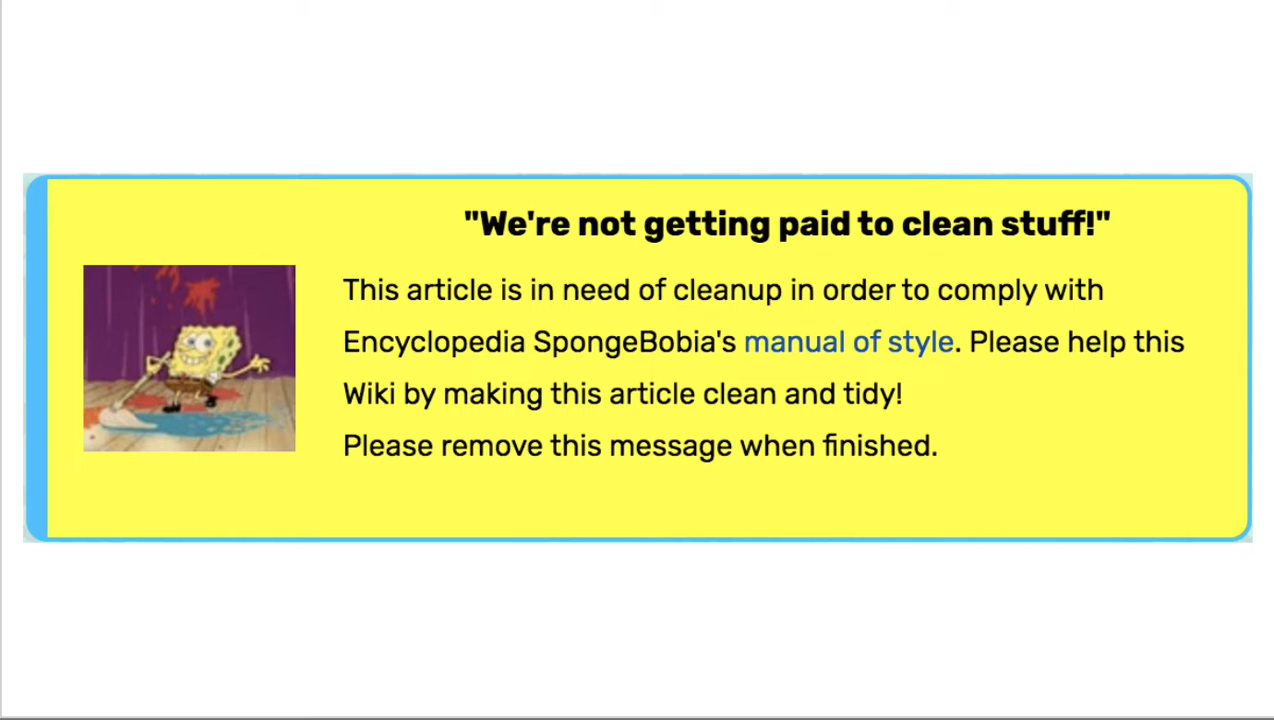 "We're not getting paid to clean stuff!"
This article is in need of cleanup in order to comply with
Encyclopedia SpongeBobia's manual of style. Please help this
Wiki by making this article clean and tidy!
Please remove this message when finished.